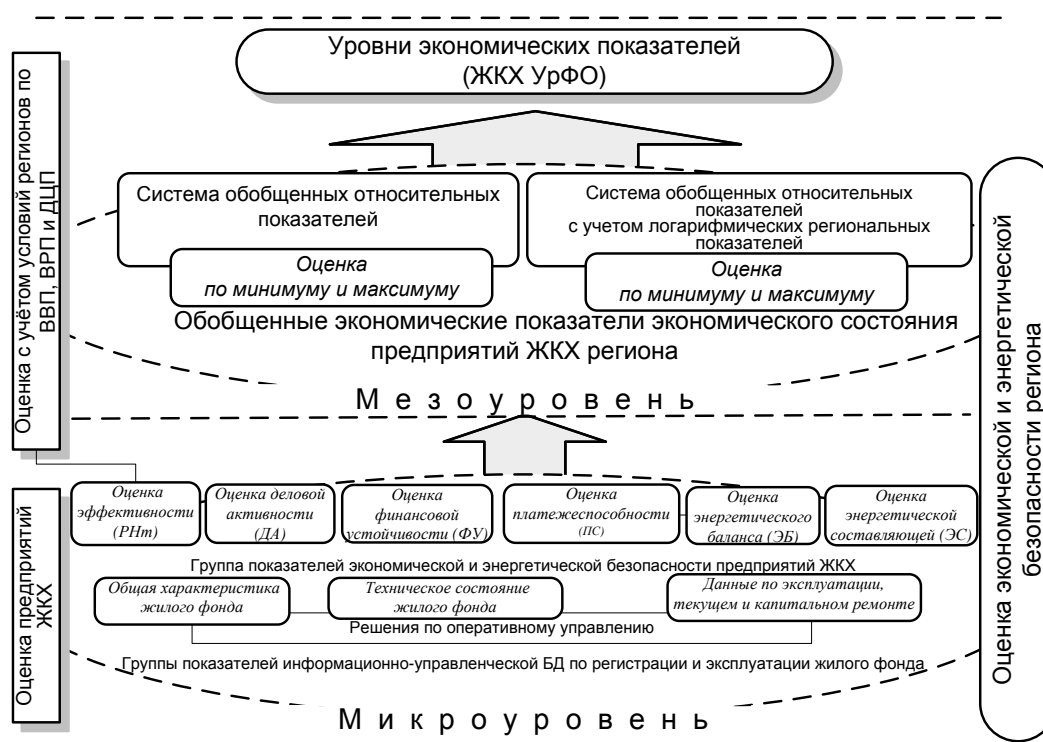 Уровни экономических показателей
(ЖКХ УрФО)
Оценка с учётом условий регионов по
ВВП, ВРП и ДЦП
Система обобщенных относительных
показателей
Оценка
по минимуму и максимуму
Система обобщенных относительных
показателей
с учетом логарифмических региональных
показателей
Оценка
по минимуму и максимуму
Обобщенные экономические показатели экономического состояния
предприятий ЖКХ региона
Мезоуровень
Оценка экономической и энергетической
безопасности региона
Оценка предприятий
ЖКХ
Оценка
эффективности
(РНт)
Оценка деловой
активности
(ДА)
Оценка
финансовой
устойчивости (ФУ)
Оценка
платежеспособности
(ПС)
Оценка
энергетического
баланса (ЭБ)
Оценка
энергетической
составляющей (ЭС)
Группа показателей экономической и энергетической безопасности предприятий ЖКХ
Общая характеристика
жилого фонда
Техническое состояние
жилого фонда
Данные по эксплуатации,
текущем и капитальном ремонте
Решения по оперативному управлению
Группы показателей информационно-управленческой БД по регистрации и эксплуатации жилого фонда
Микроуровень